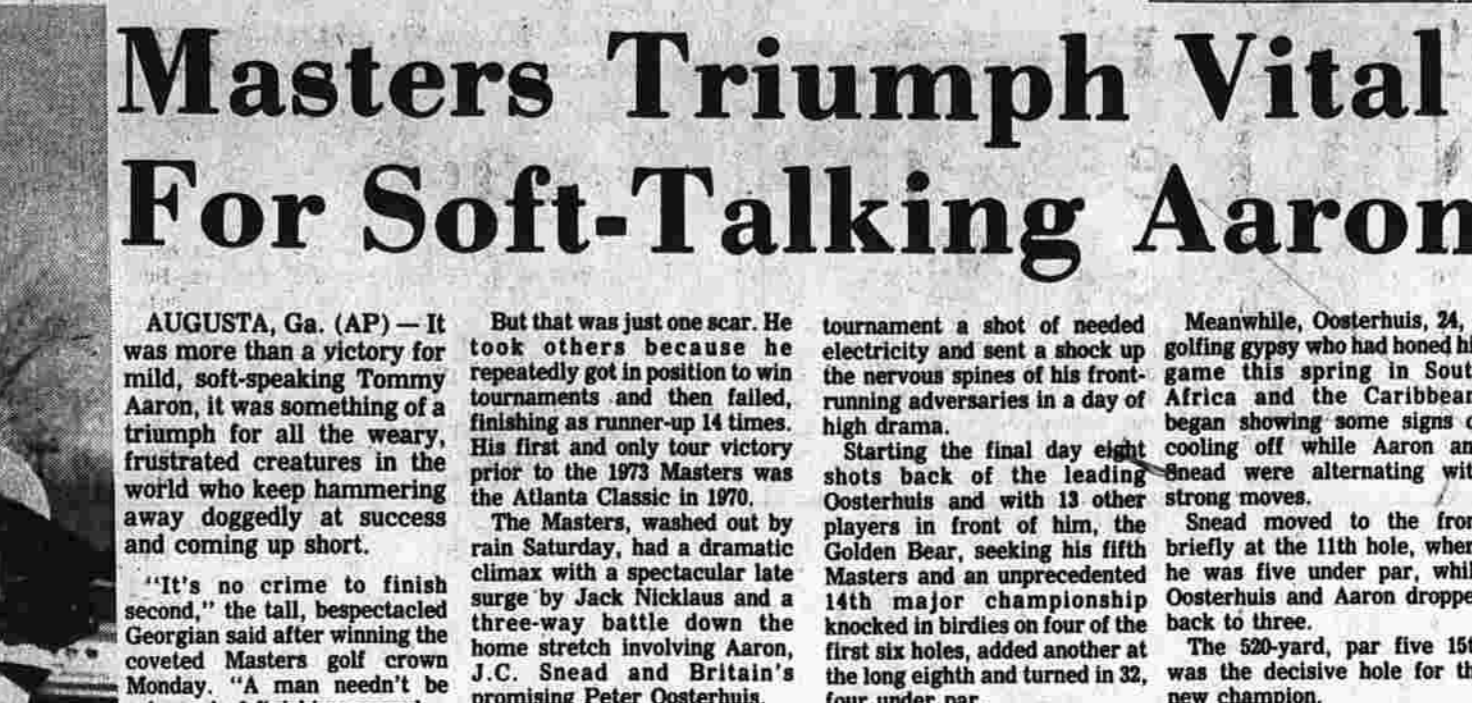 Masters Triumph Vital
For Soft-Talking Aaron
AUGUSTA, Ga. (AP) — It
was more than a victory for
mild, soft-speaking Tommy
Aaron, it was something of a
triumph for all the weary,
frustrated creatures in the
world who keep hammering
away doggedly at success
and coming up short.
"It's no crime to finish
second," the tall, bespectacled
Georgian said after winning the
coveted Masters golf crown
Monday. "A man needn't be
But that was just one scar. He
took others because he
repeatedly got in position to win
tournaments and then failed,
finishing as runner-up 14 times.
His first and only tour victory
prior to the 1973 Masters was
the Atlanta Classic in 1970.
The Masters, washed out by
rain Saturday, had a dramatic
climax with a spectacular late
surge by Jack Nicklaus and a
three-way battle down the
home stretch involving Aaron,
J.C. Snead and Britain's
promising Peter Oosterhuis.
tournament a shot of needed
electricity and sent a shock up
the nervous spines of his front-
running adversaries in a day of
high drama.
Starting the final day eight
shots back of the leading
Oosterhuis and with 13 other
players in front of him, the
Golden Bear, seeking his fifth
Masters and an unprecedented
14th major championship
knocked in birdies on four of the
first six holes, added another at
the long eighth and turned in 32,
four under par.
Meanwhile, Oosterhuis, 24,
golfing gypsy who had honed hi
game this spring in Sout
Africa and the Caribbean
began showing some signs o
cooling off while Aaron an
Snead were alternating wit
strong moves.
Snead moved to the fron
briefly at the 11th hole, when
he was five under par, whil
Oosterhuis and Aaron droppe
back to three.
The 520-yard, par five 15t
was the decisive hole for th
new champion.